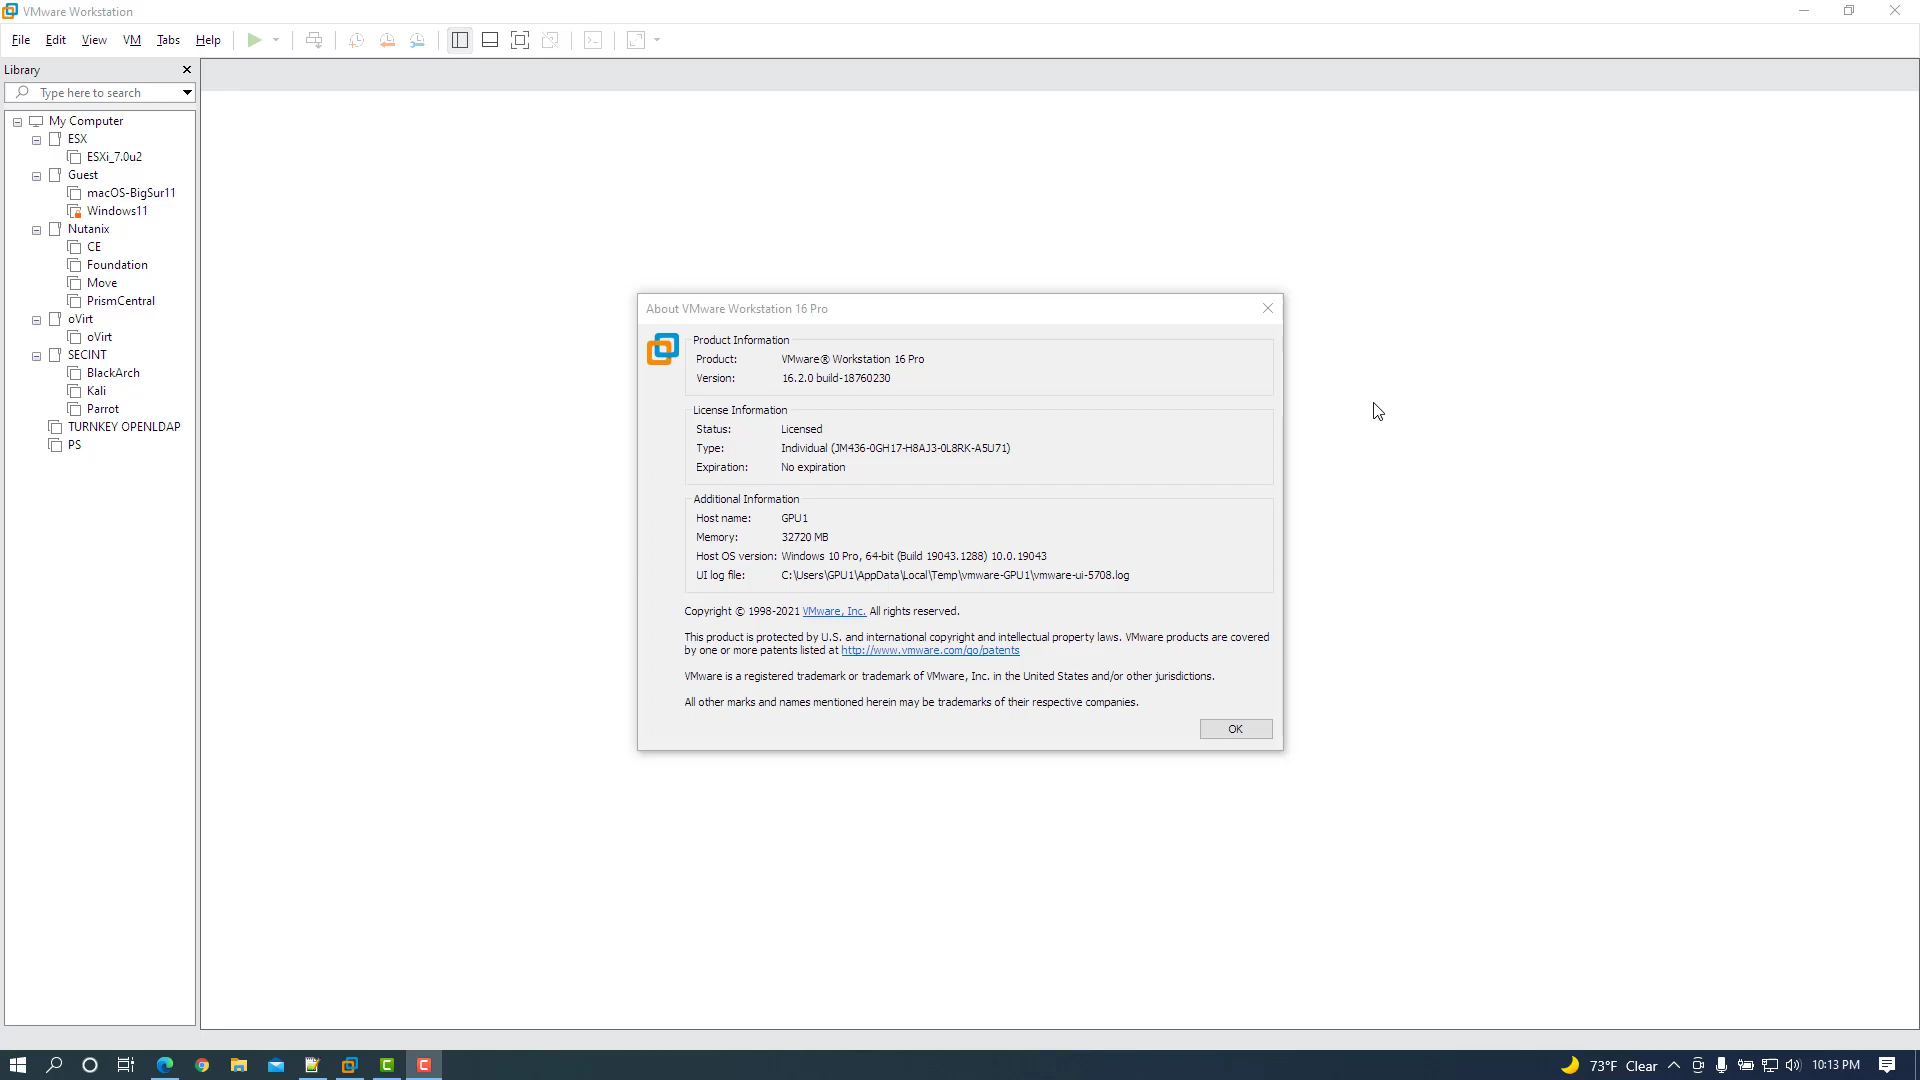 VMware Workstation
File Edit View VM Tabs Help
Library
Type here to search
My Computer
ESX
ESXi_7.0u2
Guest
macOS-BigSur11
Windows11
Nutanix
CE
Foundation
Move
PrismCentral
oVirt
oVirt
SECINT
BlackArch
Kali
Parrot
TURNKEY OPENLDAP
PS
About VMware Workstation 16 Pro
Product Information
Product: VMware® Workstation 16 Pro
Version: 16.2.0 build-18760230
License Information
Status: Licensed
Type: Individual (JM436-0GH17-H8AJ3-0L8RK-A5U71)
Expiration: No expiration
Additional Information
Host name: GPU1
Memory: 32720 MB
Host OS version: Windows 10 Pro, 64-bit (Build 19043.1288) 10.0.19043
UI log file: C:\Users\GPU1\AppData\Local\Temp\vmware-GPU1\vmware-ui-5708.log
Copyright © 1998-2021 VMware, Inc. All rights reserved.
This product is protected by U.S. and international copyright and intellectual property laws. VMware products are covered
by one or more patents listed at http://www.vmware.com/go/patents
VMware is a registered trademark or trademark of VMware, Inc. in the United States and/or other jurisdictions.
All other marks and names mentioned herein may be trademarks of their respective companies.
OK
73°F Clear 10:13 PM